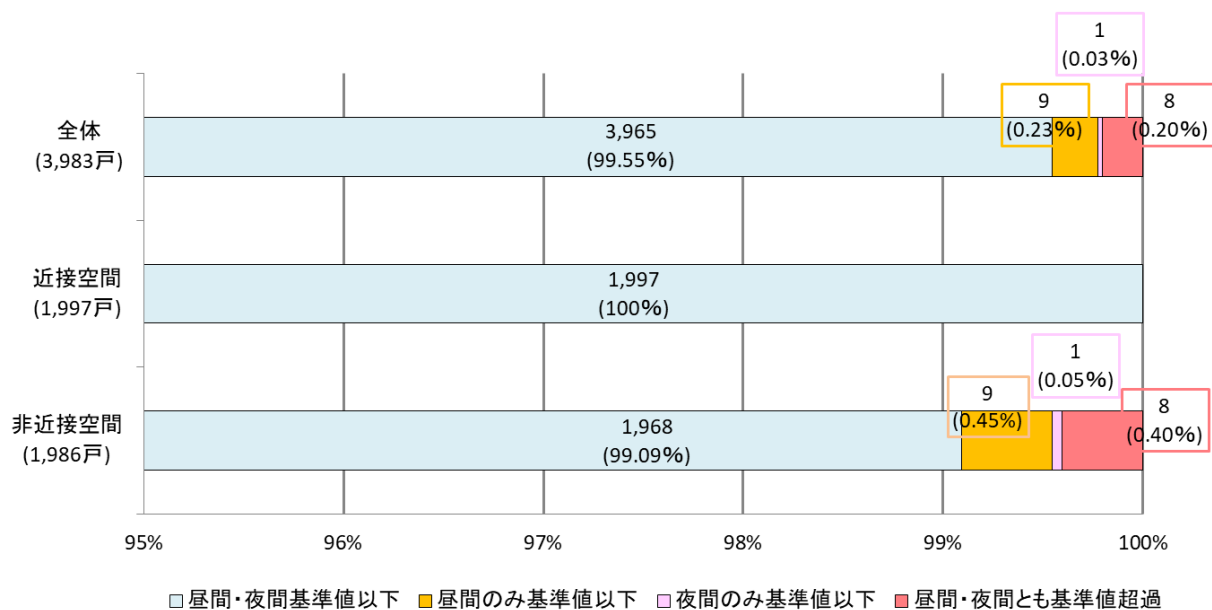 1
(0.03%)
全体
(3,983戸)
3,965
(99.55%)
9
(0.23%)
8
(0.20%)
近接空間
(1,997戸)
1,997
(100%)
1
(0.05%)
非近接空間
(1,986戸)
1,968
(99.09%)
9
(0.45%)
8
(0.40%)
95%
96%
97%
98%
99%
100%
昼間・夜間基準値以下
昼間のみ基準値以下
夜間のみ基準値以下
昼間・夜間とも基準値超過